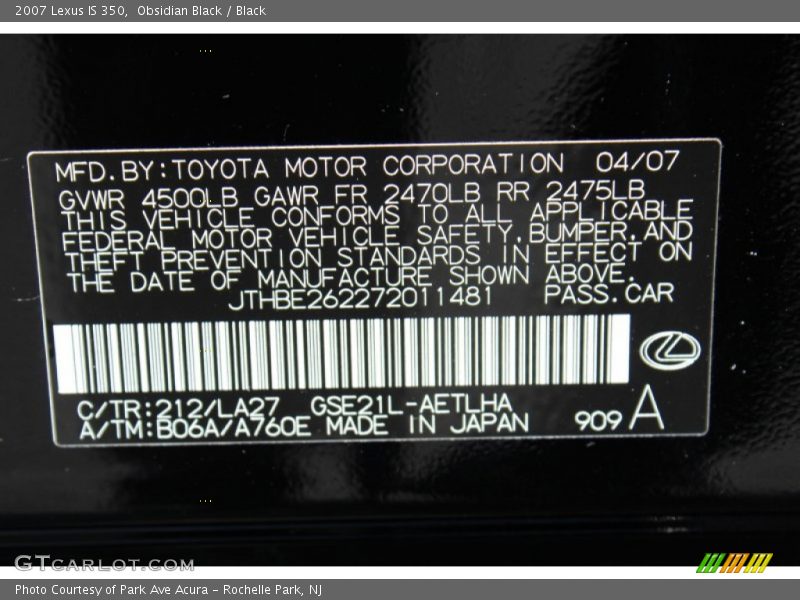 2007 Lexus IS 350, Obsidian Black / Black
MFD.BY:TOYOTA MOTOR CORPORATION 04/07
GVWR 4500LB GAWR FR 2470LB RR 2475LB
THIS VEHICLE CONFORMS TO ALL APPLICABLE
FEDERAL MOTOR VEHICLE SAFETY,BUMPER,AND
THEFT PREVENTION STANDARDS IN EFFECT ON
THE DATE OF MANUFACTURE SHOWN ABOVE.
JTHBE262272011481 PASS.CAR
C/TR:212/LA27 GSE21L-AETLHA
A/TM:B06A/A760E MADE IN JAPAN 909 A
GTCARLOT.COM
Photo Courtesy of Park Ave Acura - Rochelle Park, NJ